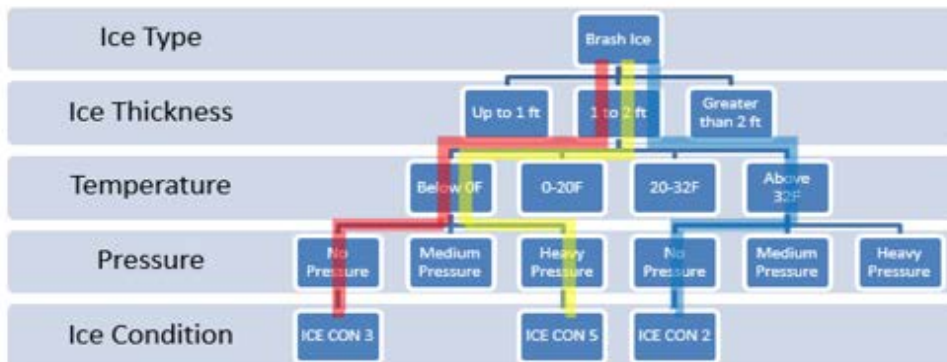 Ice Type
Brash Ice
Ice Thickness
Up to 1 ft
1 to 2 ft
Greater
than 2 ft
Temperature
Below 0F
0-20F
20-32F
Above
32F
Pressure
No
Pressure
Medium
Pressure
Heavy
Pressure
No
Pressure
Medium
Pressure
Heavy
Pressure
Ice Condition
ICE CON 3
ICE CON 5
ICE CON 2